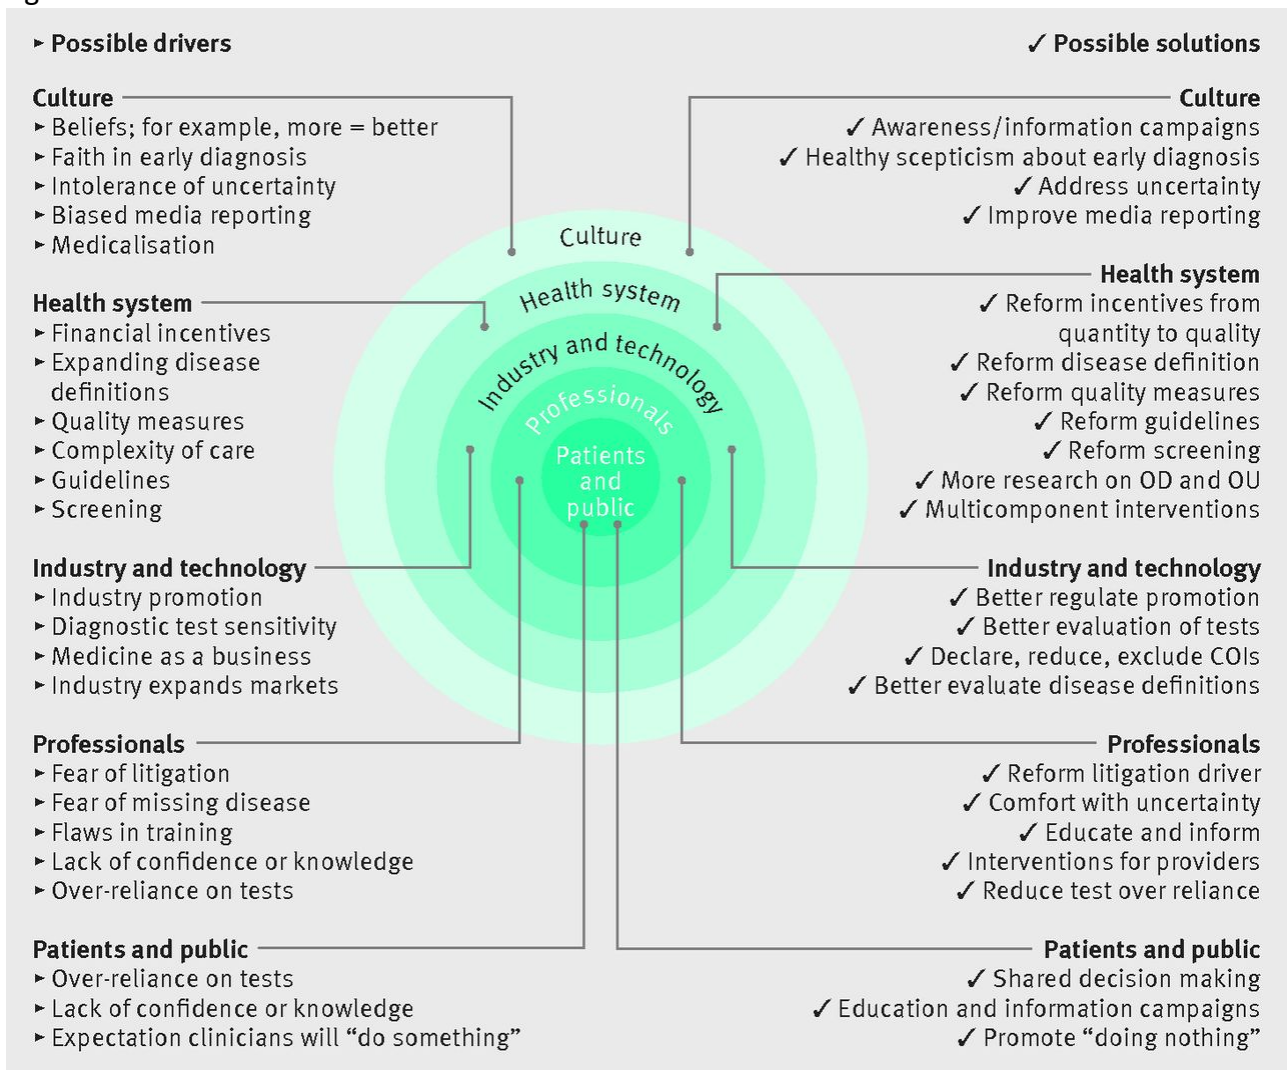 ► Possible drivers
✓ Possible solutions
Culture
► Beliefs; for example, more = better
► Faith in early diagnosis
► Intolerance of uncertainty
► Biased media reporting
► Medicalisation
Health system
► Financial incentives
► Expanding disease
definitions
► Quality measures
► Complexity of care
► Guidelines
► Screening
Industry and technology
► Industry promotion
► Diagnostic test sensitivity
► Medicine as a business
► Industry expands markets
Professionals
► Fear of litigation
► Fear of missing disease
► Flaws in training
► Lack of confidence or knowledge
► Over-reliance on tests
Patients and public
► Over-reliance on tests
► Lack of confidence or knowledge
► Expectation clinicians will “do something”
Culture
Health system
Industry and technology
Professionals
Patients
and
public
Culture
✓ Awareness/information campaigns
✓ Healthy scepticism about early diagnosis
✓ Address uncertainty
✓ Improve media reporting
Health system
✓ Reform incentives from
quantity to quality
✓ Reform disease definition
✓ Reform quality measures
✓ Reform guidelines
✓ Reform screening
✓ More research on OD and OU
✓ Multicomponent interventions
Industry and technology
✓ Better regulate promotion
✓ Better evaluation of tests
✓ Declare, reduce, exclude COIs
✓ Better evaluate disease definitions
Professionals
✓ Reform litigation driver
✓ Comfort with uncertainty
✓ Educate and inform
✓ Interventions for providers
✓ Reduce test over reliance
Patients and public
✓ Shared decision making
✓ Education and information campaigns
✓ Promote “doing nothing”